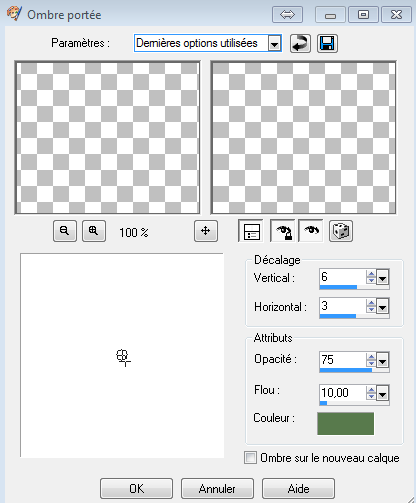 Ombre portée
Paramètres : Dernières options utilisées
100 %
Décalage
Vertical : 6
Horizontal : 3
Attributs
Opacité : 75
Flou : 10,00
Couleur :
Ombre sur le nouveau calque
OK Annuler Aide